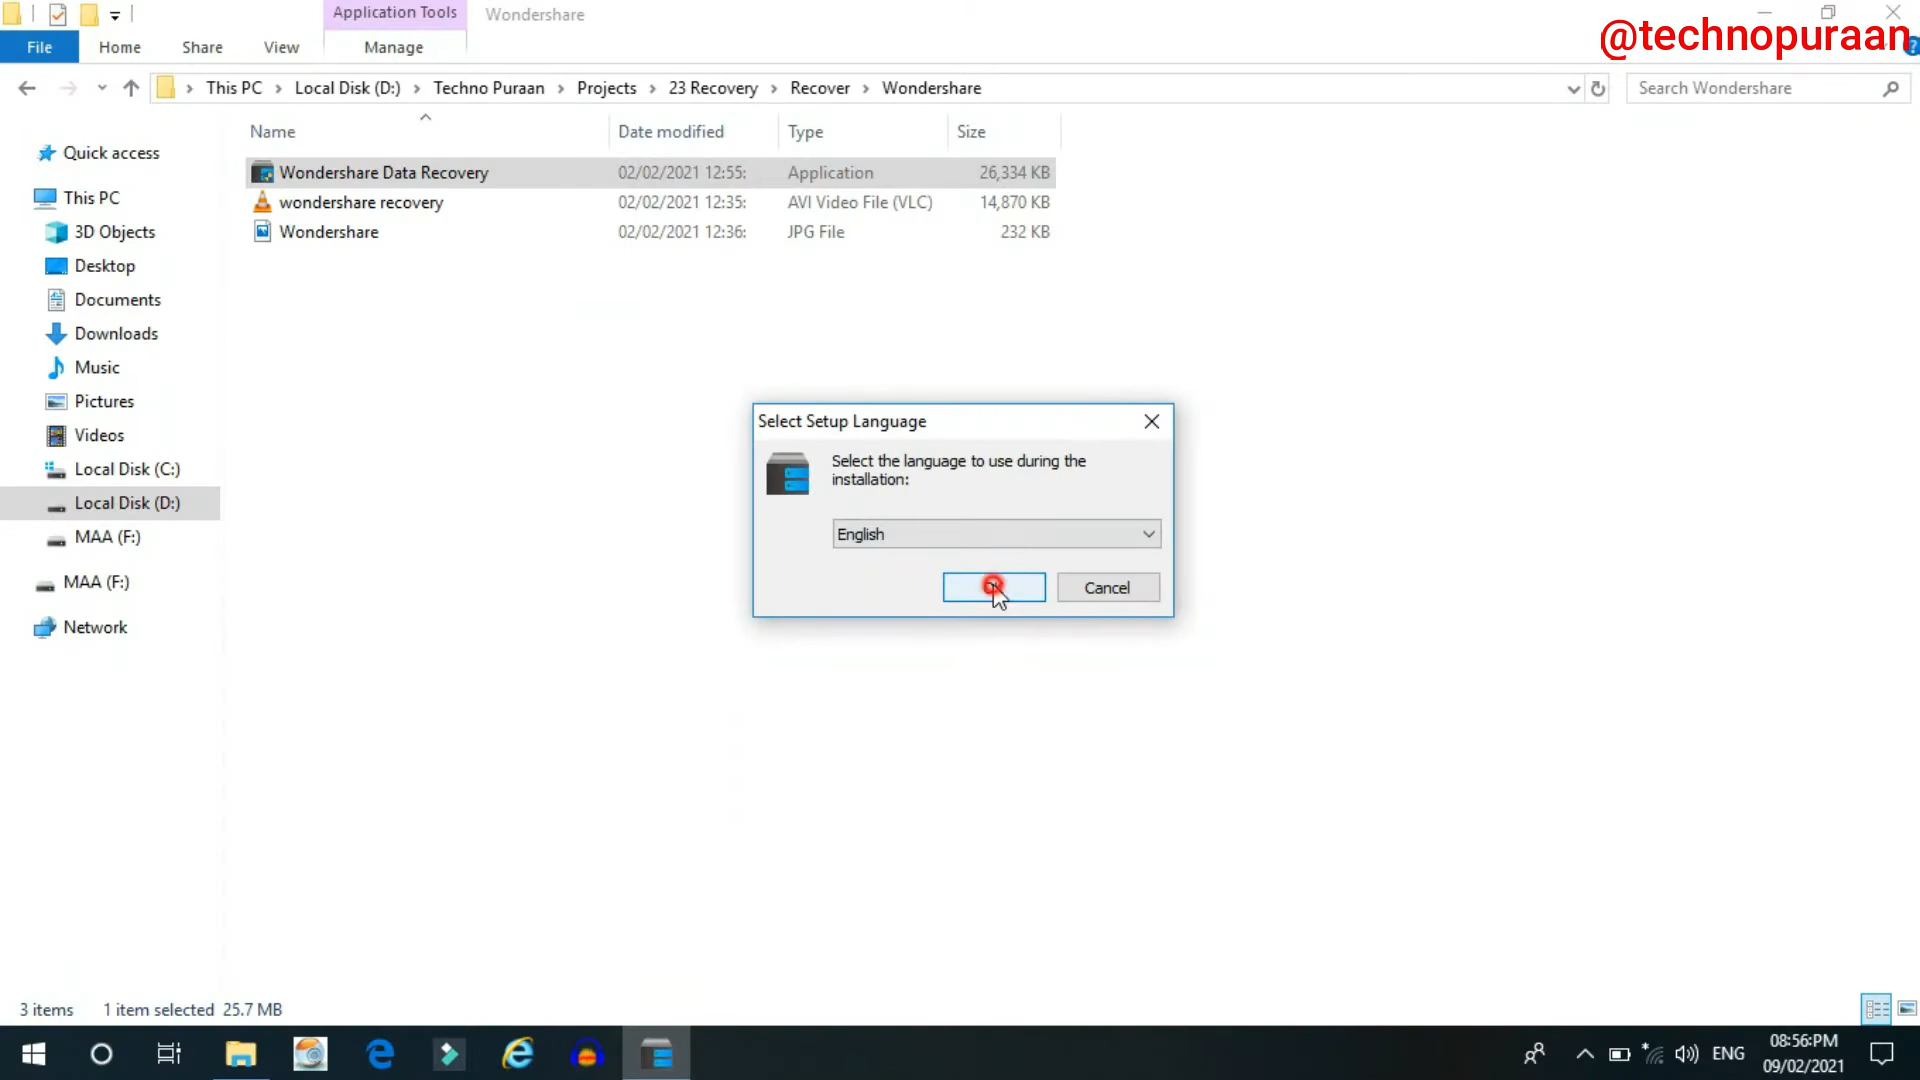 Application Tools
Wondershare
@technopuraan
File
Home
Share
View
Manage
This PC
Local Disk (D:)
Techno Puraan
Projects
23 Recovery
Recover
Wondershare
Search Wondershare
Name
Date modified
Type
Size
Wondershare Data Recovery
02/02/2021 12:55:
Application
26,334 KB
wondershare recovery
02/02/2021 12:35:
AVI Video File (VLC)
14,870 KB
Wondershare
02/02/2021 12:36:
JPG File
232 KB
Quick access
This PC
3D Objects
Desktop
Documents
Downloads
Music
Pictures
Videos
Local Disk (C:)
Local Disk (D:)
MAA (F:)
MAA (F:)
Network
Select Setup Language
Select the language to use during the
installation:
English
Cancel
3 items
1 item selected 25.7 MB
ENG
08:56:PM
09/02/2021